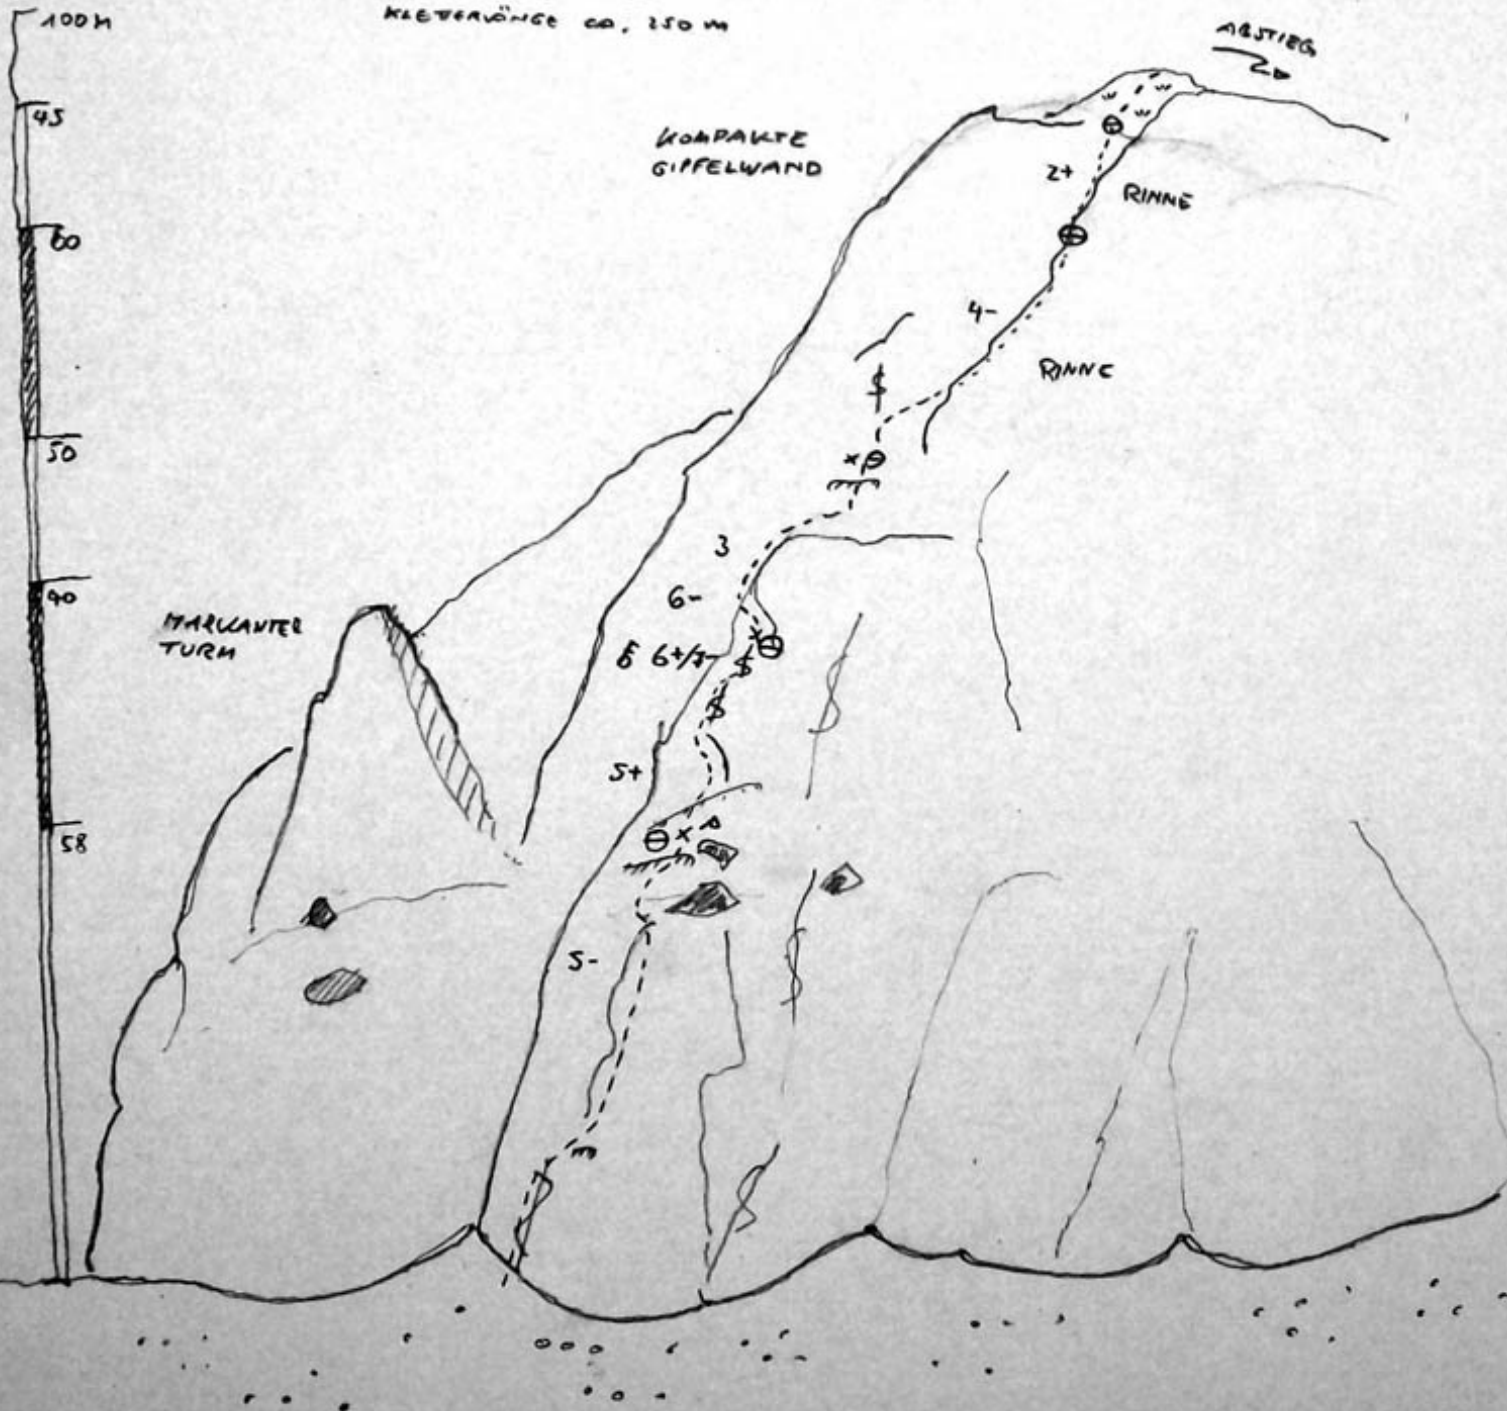 100M
KLETTERLÄNGE CA. 250 M
ABSTIEG
45
KOMPAKTE
GIPFELWAND
2+
RINNE
60
4-
RINNE
50
3
6-
40
MARKANTER
TURM
6+/7-
5+
58
5-